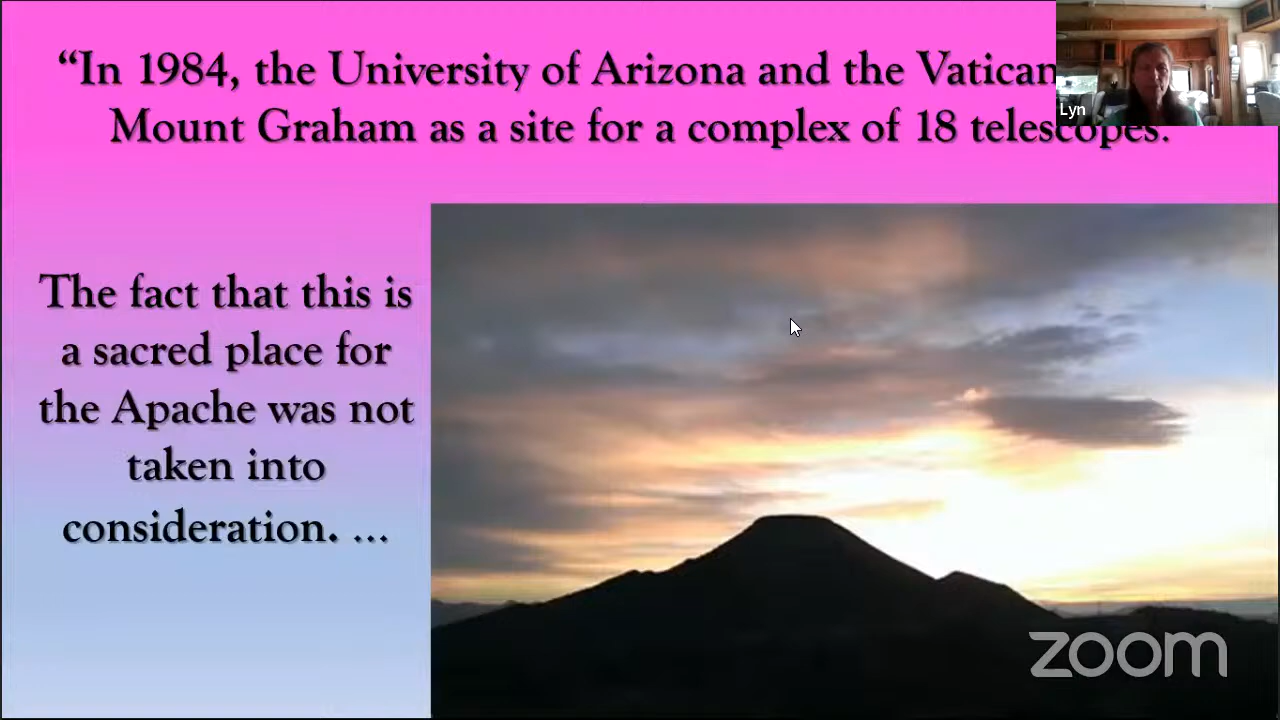 “In 1984, the University of Arizona and the Vatican
Mount Graham as a site for a complex of 18 telescopes.
The fact that this is
a sacred place for
the Apache was not
taken into
consideration. ...
Lyn
zoom